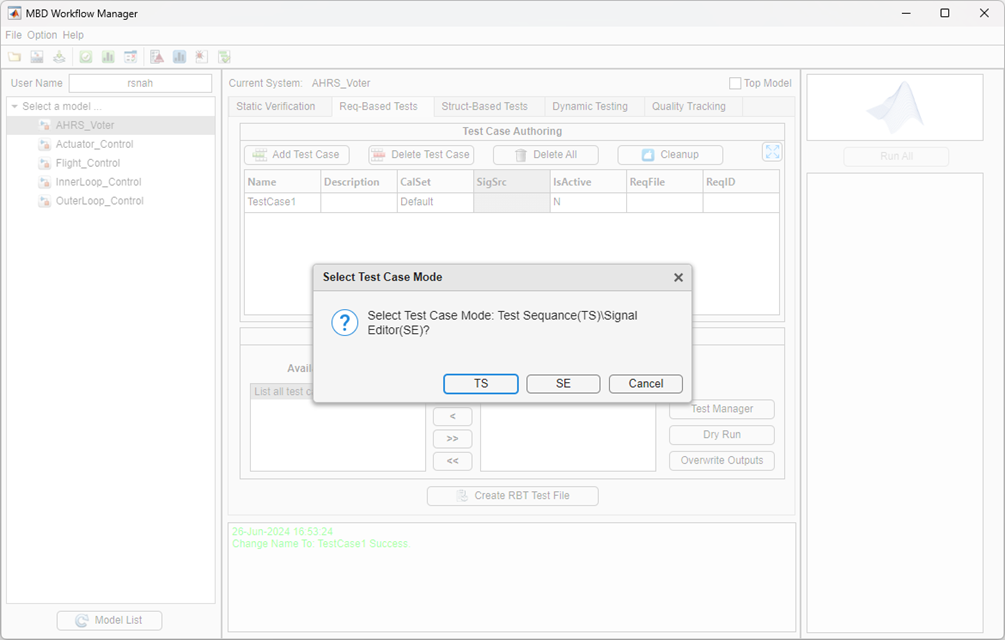 MBD Workflow Manager
File Option Help
User Name rsnah
Select a model ...
AHRS_Voter
Actuator_Control
Flight_Control
InnerLoop_Control
OuterLoop_Control
Model List
Current System: AHRS_Voter
Top Model
Static Verification Req-Based Tests Struct-Based Tests Dynamic Testing Quality Tracking
Test Case Authoring
Add Test Case Delete Test Case Delete All Cleanup
Name Description CalSet SigSrc IsActive ReqFile ReqID
TestCase1 Default N
Select Test Case Mode
Select Test Case Mode: Test Sequance(TS)\Signal
Editor(SE)?
TS SE Cancel
List all test
<
>>
<<
Test Manager
Dry Run
Overwrite Outputs
Create RBT Test File
26-Jun-2024 16:53:24
Change Name To: TestCase1 Success.
Run All